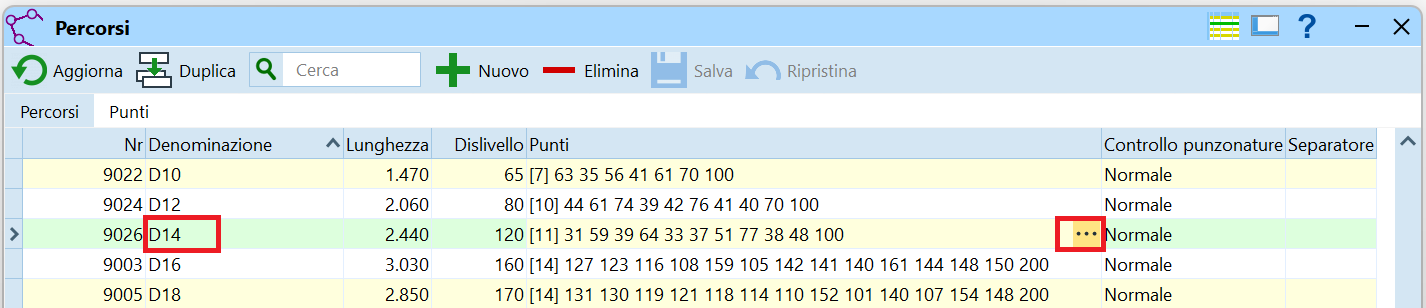 Percorsi ?
Aggiorna Duplica Cerca Nuovo Elimina Salva Ripristina
Percorsi Punti
Nr Denominazione Lunghezza Dislivello Punti Controllo punzonature Separatore
9022 D10 1.470 65 [7] 63 35 56 41 61 70 100 Normale
9024 D12 2.060 80 [10] 44 61 74 39 42 76 41 40 70 100 Normale
9026 D14 2.440 120 [11] 31 59 39 64 33 37 51 77 38 48 100 ... Normale
9003 D16 3.030 160 [14] 127 123 116 108 159 105 142 141 140 161 144 148 150 200 Normale
9005 D18 2.850 170 [14] 131 130 119 121 118 114 110 152 101 140 107 154 148 200 Normale